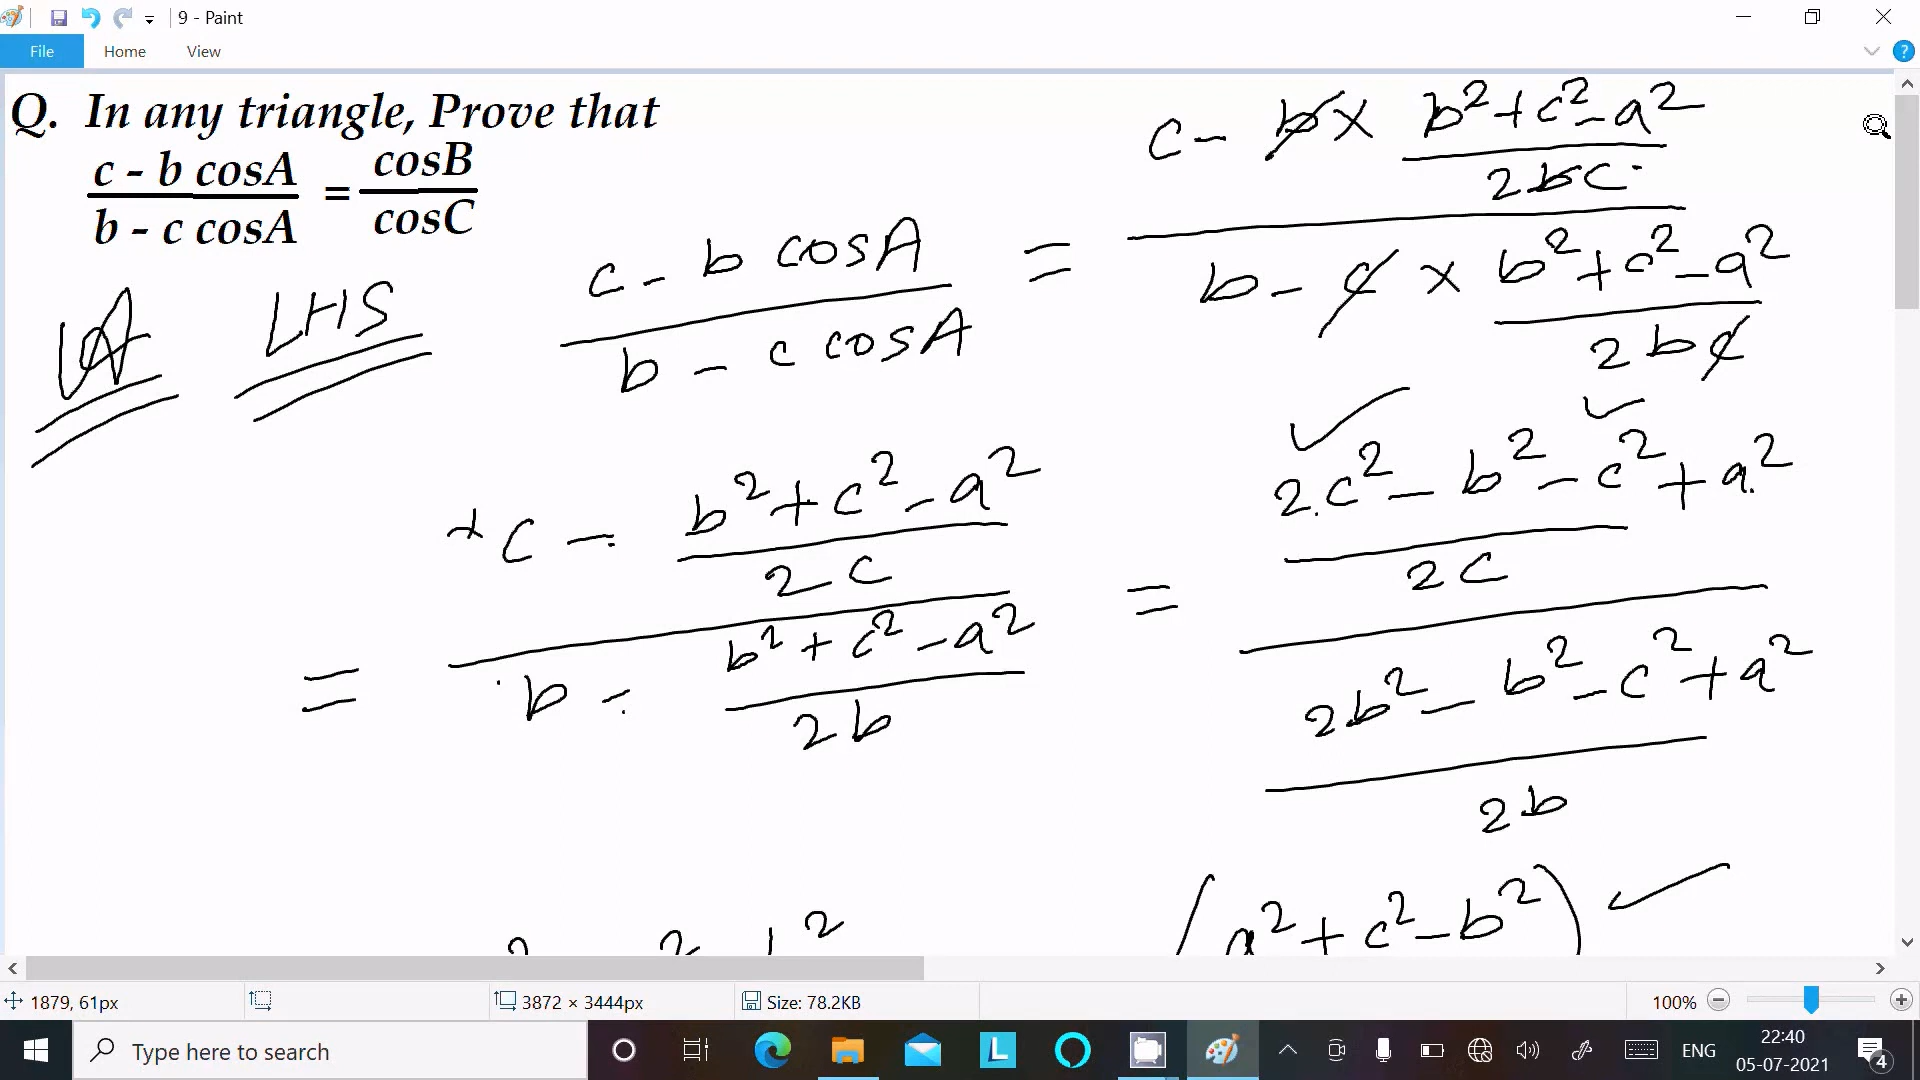 9 - Paint
File Home View
Q. In any triangle, Prove that
c - b cosA / b - c cosA = cosB / cosC
LHS
c - b cosA / b - c cosA = c - b × b² + c² - a² / 2bc / b - c × b² + c² - a² / 2bc
= c - b² + c² - a² / 2c / b - b² + c² - a² / 2b = 2c² - b² - c² + a² / 2c / 2b² - b² - c² + a² / 2b
(a² + c² - b²)
1879, 61px 3872 × 3444px Size: 78.2KB 100%
Type here to search
ENG
22:40
05-07-2021
4